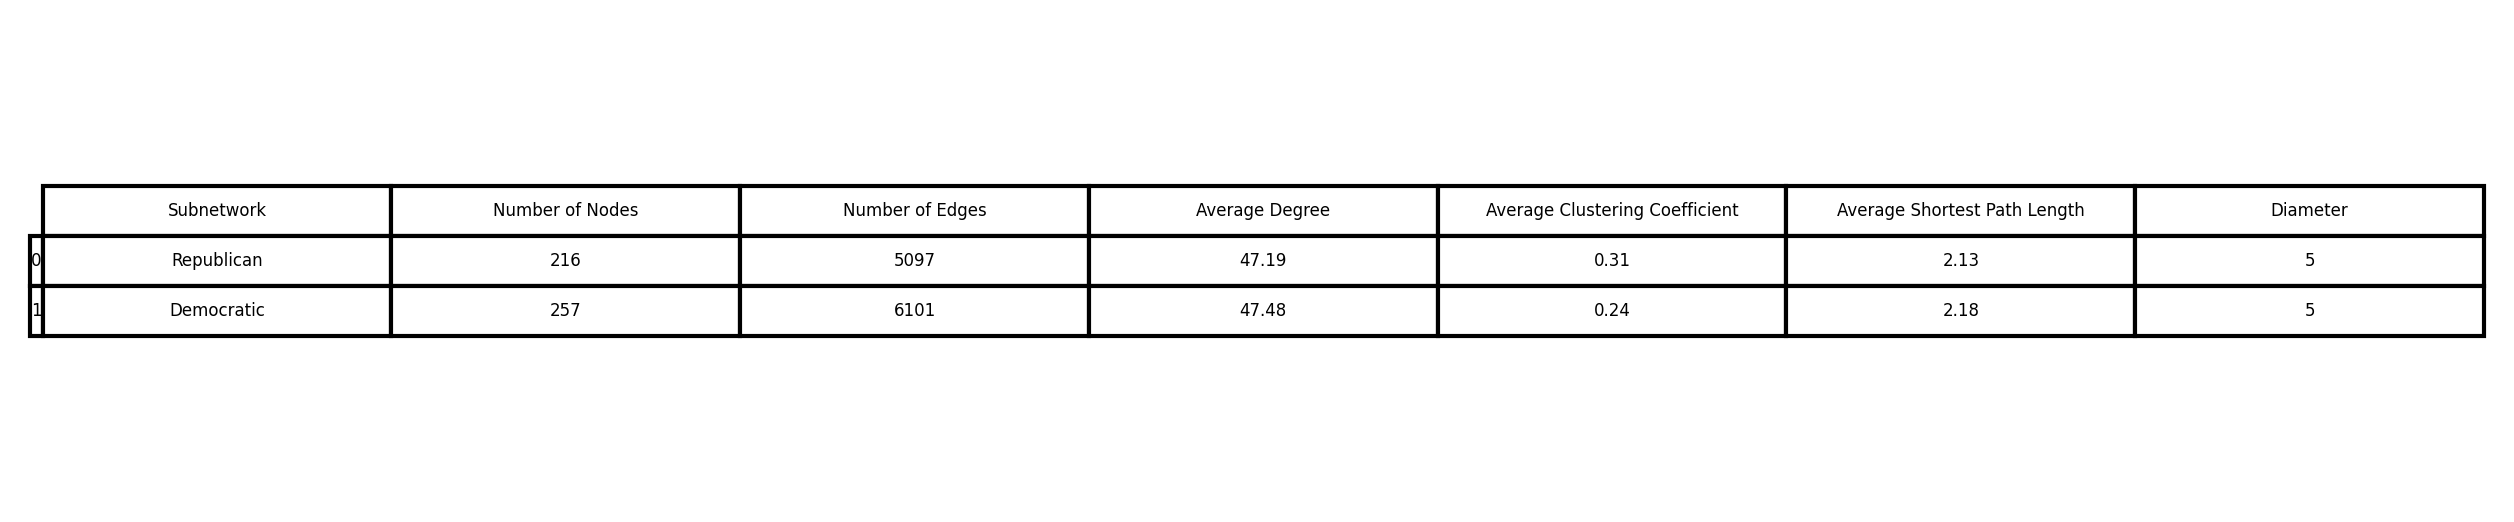 Subnetwork Number of Nodes Number of Edges Average Degree Average Clustering Coefficient Average Shortest Path Length Diameter
0 Republican 216 5097 47.19 0.31 2.13 5
1 Democratic 257 6101 47.48 0.24 2.18 5